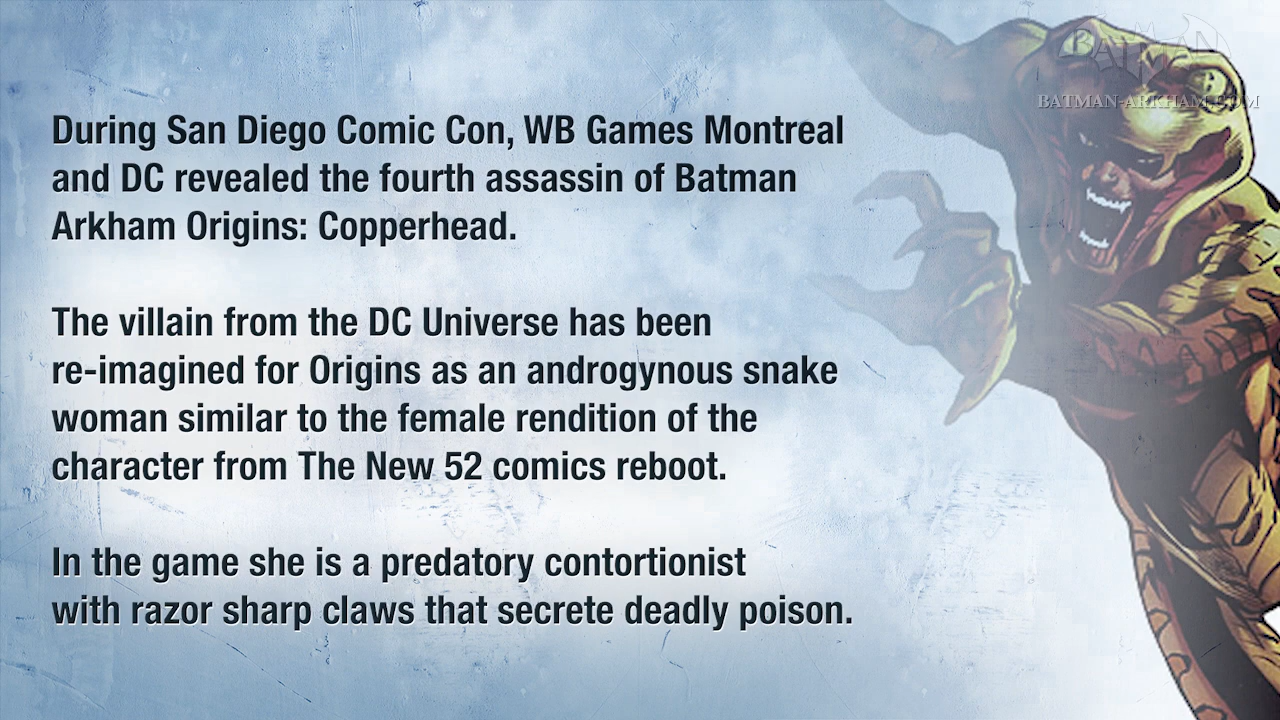 BATMAN
BATMAN-ARKHAM.COM
During San Diego Comic Con, WB Games Montreal
and DC revealed the fourth assassin of Batman
Arkham Origins: Copperhead.
The villain from the DC Universe has been
re-imagined for Origins as an androgynous snake
woman similar to the female rendition of the
character from The New 52 comics reboot.
In the game she is a predatory contortionist
with razor sharp claws that secrete deadly poison.